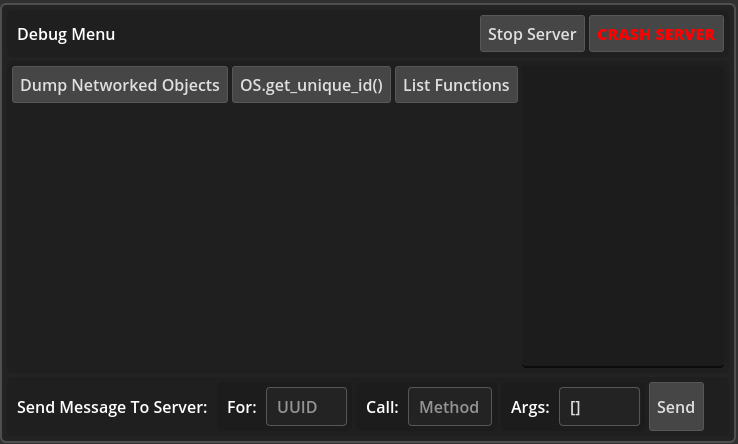 Debug Menu Stop Server CRASH SERVER
Dump Networked Objects OS.get_unique_id() List Functions
Send Message To Server: For: UUID Call: Method Args: [] Send